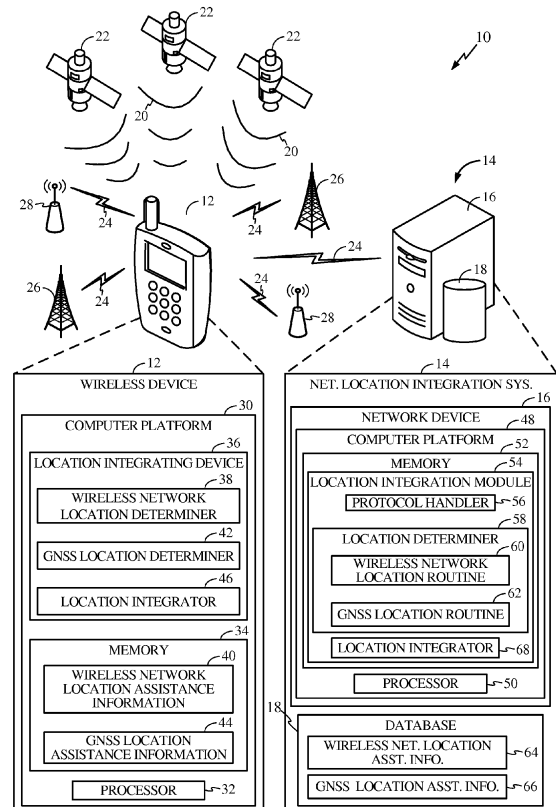 22
22
22
10
20
20
14
12
26
16
28
24
24
24
18
26
24
24
28
12
WIRELESS DEVICE
30
COMPUTER PLATFORM
36
LOCATION INTEGRATING DEVICE
38
WIRELESS NETWORK
LOCATION DETERMINER
42
GNSS LOCATION DETERMINER
46
LOCATION INTEGRATOR
34
MEMORY
40
WIRELESS NETWORK
LOCATION ASSISTANCE
INFORMATION
44
GNSS LOCATION
ASSISTANCE INFORMATION
PROCESSOR
32
14
NET. LOCATION INTEGRATION SYS.
16
NETWORK DEVICE
48
COMPUTER PLATFORM
52
MEMORY
54
LOCATION INTEGRATION MODULE
PROTOCOL HANDLER
56
58
LOCATION DETERMINER
60
WIRELESS NETWORK
LOCATION ROUTINE
62
GNSS LOCATION ROUTINE
LOCATION INTEGRATOR
68
PROCESSOR
50
18
DATABASE
WIRELESS NET. LOCATION
ASST. INFO.
64
GNSS LOCATION ASST. INFO.
66